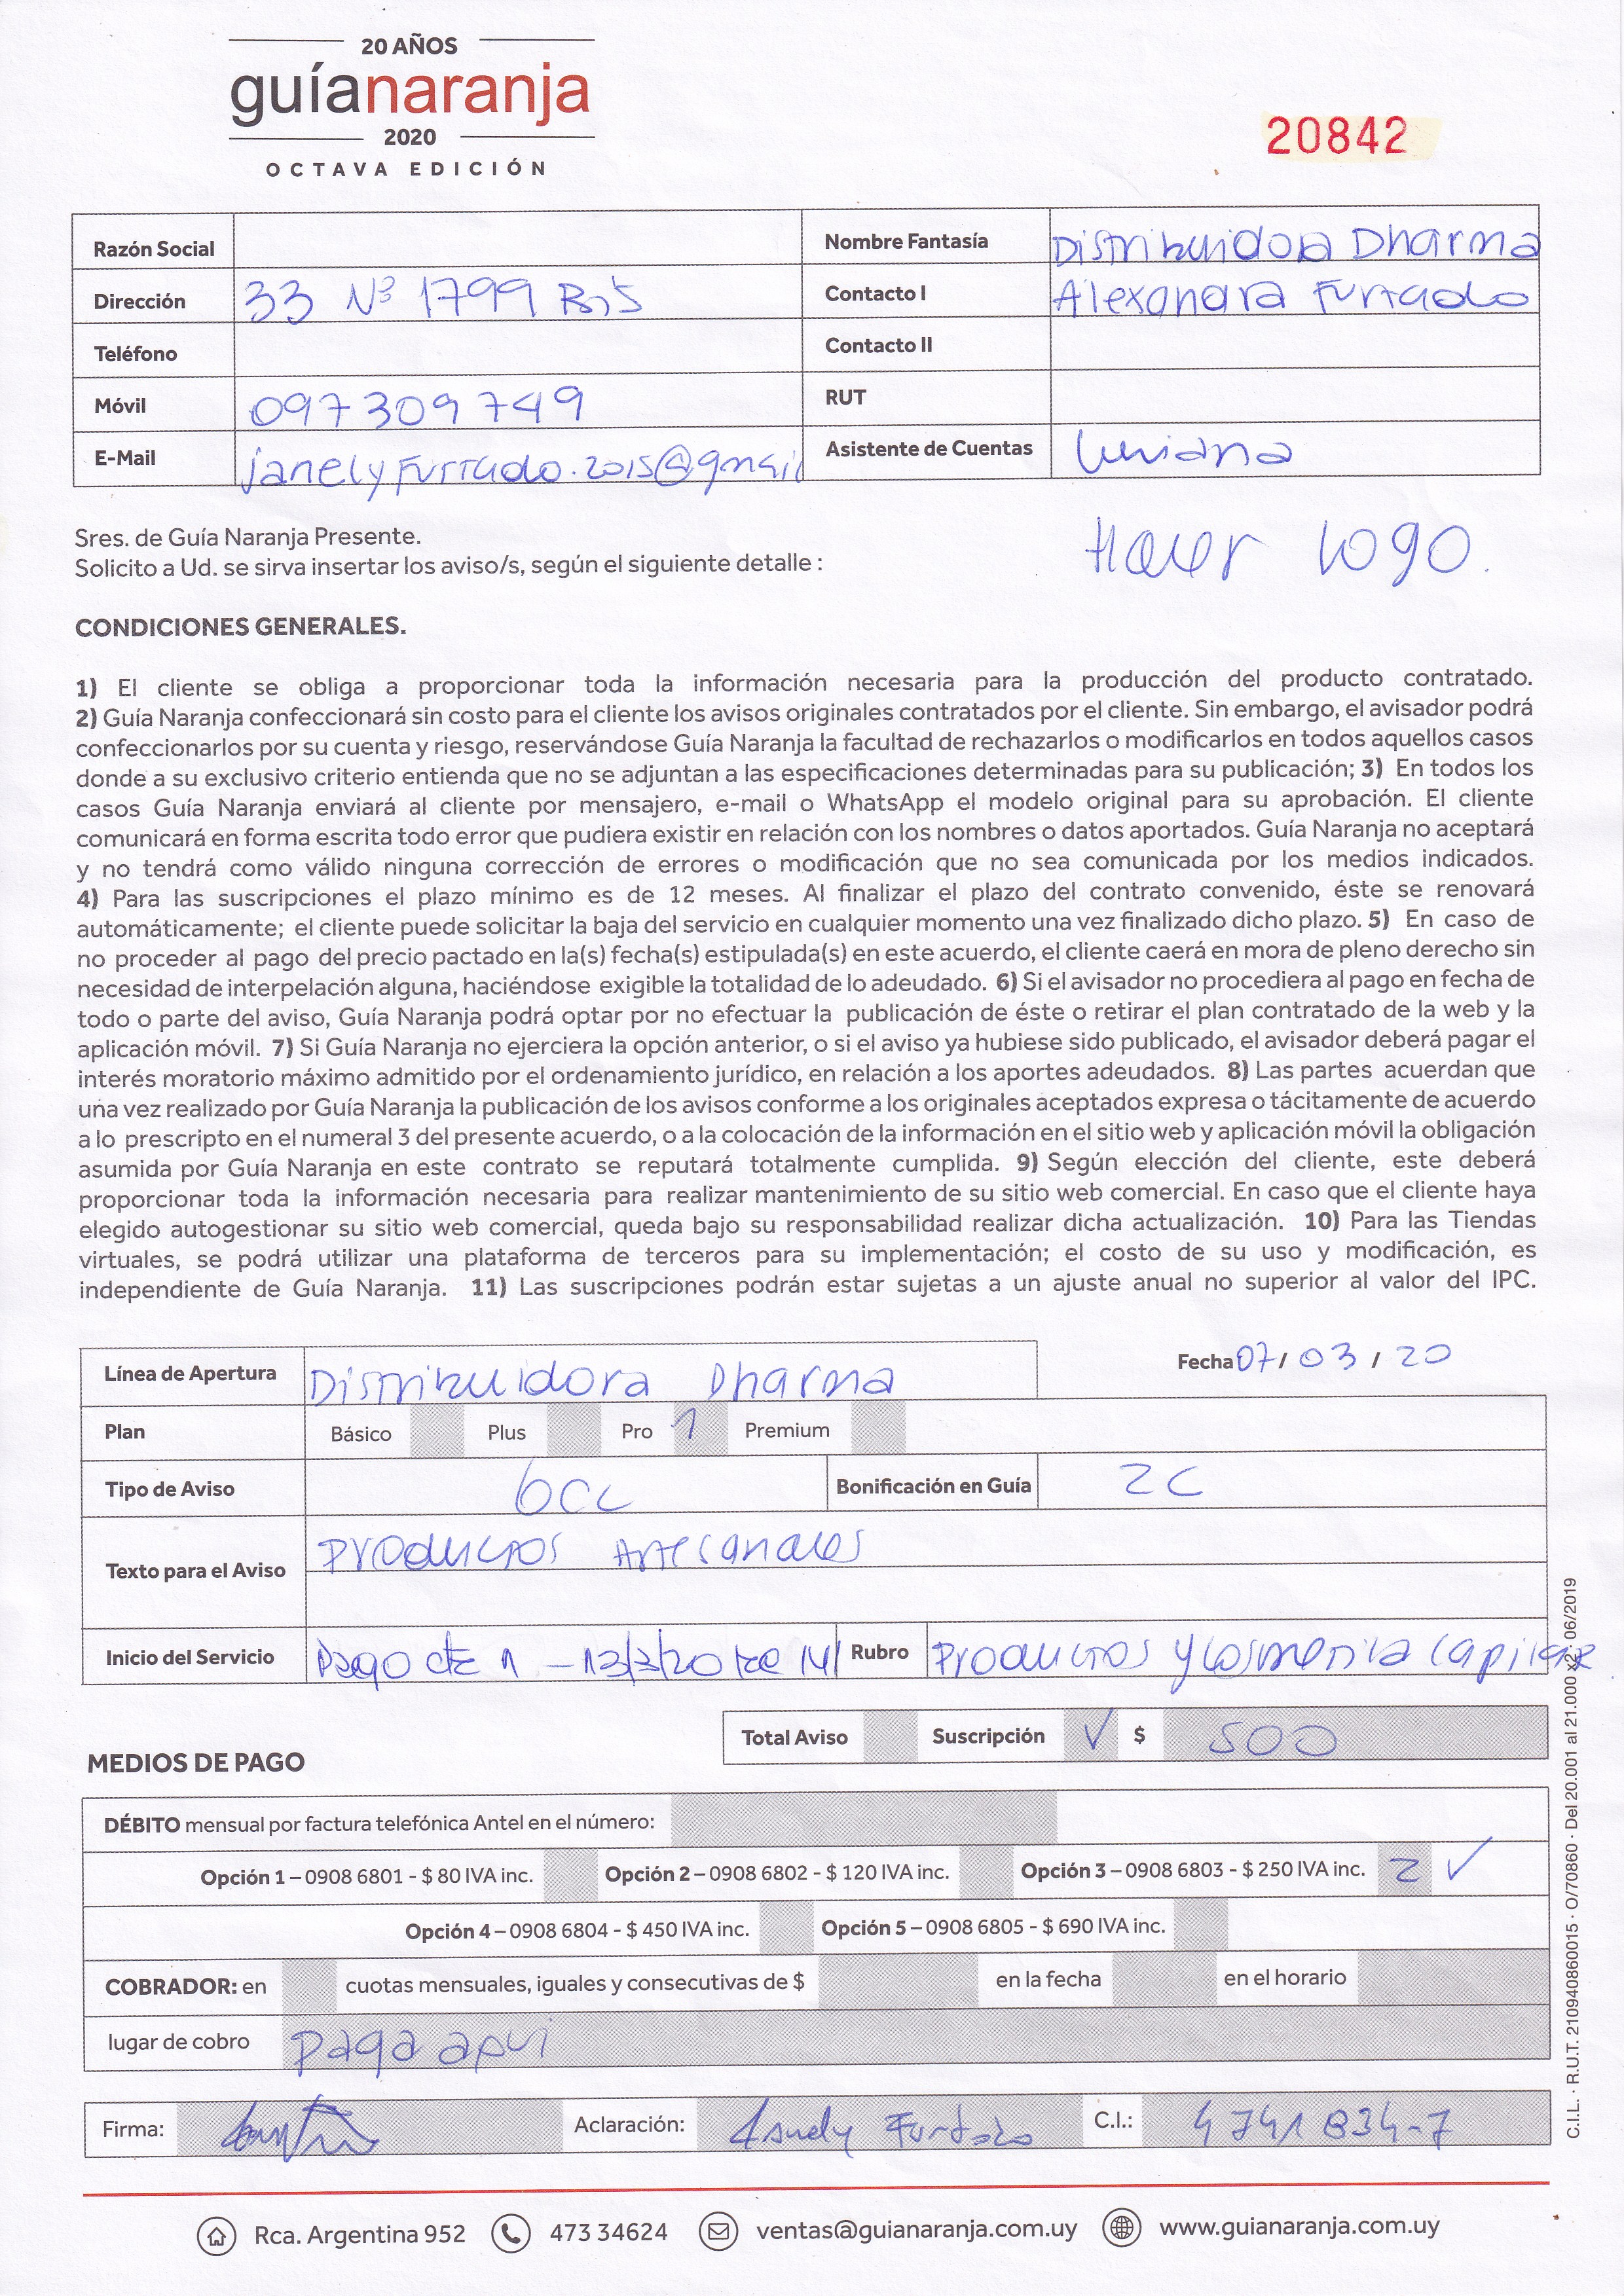 20 AÑOS
guíanaranja
2020
OCTAVA EDICIÓN
20842
Razón Social
Nombre Fantasía Distribuidora Dharma
Dirección 33 Nº 1799 Bis
Contacto I Alexandra Furtado
Teléfono
Contacto II
Móvil 097309749
RUT
E-Mail janelyfurtado.2015@gmail
Asistente de Cuentas
Sres. de Guía Naranja Presente.
Solicito a Ud. se sirva insertar los aviso/s, según el siguiente detalle :
Hacer logo.
CONDICIONES GENERALES.
1) El cliente se obliga a proporcionar toda la información necesaria para la producción del producto contratado.
2) Guía Naranja confeccionará sin costo para el cliente los avisos originales contratados por el cliente. Sin embargo, el avisador podrá
confeccionarlos por su cuenta y riesgo, reservándose Guía Naranja la facultad de rechazarlos o modificarlos en todos aquellos casos
donde a su exclusivo criterio entienda que no se adjuntan a las especificaciones determinadas para su publicación; 3) En todos los
casos Guía Naranja enviará al cliente por mensajero, e-mail o WhatsApp el modelo original para su aprobación. El cliente
comunicará en forma escrita todo error que pudiera existir en relación con los nombres o datos aportados. Guía Naranja no aceptará
y no tendrá como válido ninguna corrección de errores o modificación que no sea comunicada por los medios indicados.
4) Para las suscripciones el plazo mínimo es de 12 meses. Al finalizar el plazo del contrato convenido, éste se renovará
automáticamente; el cliente puede solicitar la baja del servicio en cualquier momento una vez finalizado dicho plazo. 5) En caso de
no proceder al pago del precio pactado en la(s) fecha(s) estipulada(s) en este acuerdo, el cliente caerá en mora de pleno derecho sin
necesidad de interpelación alguna, haciéndose exigible la totalidad de lo adeudado. 6) Si el avisador no procediera al pago en fecha de
todo o parte del aviso, Guía Naranja podrá optar por no efectuar la publicación de éste o retirar el plan contratado de la web y la
aplicación móvil. 7) Si Guía Naranja no ejerciera la opción anterior, o si el aviso ya hubiese sido publicado, el avisador deberá pagar el
interés moratorio máximo admitido por el ordenamiento jurídico, en relación a los aportes adeudados. 8) Las partes acuerdan que
una vez realizado por Guía Naranja la publicación de los avisos conforme a los originales aceptados expresa o tácitamente de acuerdo
a lo prescripto en el numeral 3 del presente acuerdo, o a la colocación de la información en el sitio web y aplicación móvil la obligación
asumida por Guía Naranja en este contrato se reputará totalmente cumplida. 9) Según elección del cliente, este deberá
proporcionar toda la información necesaria para realizar mantenimiento de su sitio web comercial. En caso que el cliente haya
elegido autogestionar su sitio web comercial, queda bajo su responsabilidad realizar dicha actualización. 10) Para las Tiendas
virtuales, se podrá utilizar una plataforma de terceros para su implementación; el costo de su uso y modificación, es
independiente de Guía Naranja. 11) Las suscripciones podrán estar sujetas a un ajuste anual no superior al valor del IPC.
Línea de Apertura Distribuidora Dharma
Fecha 07/ 03 / 20
Plan Básico Plus Pro 1 Premium
Tipo de Aviso 6CC
Bonificación en Guía 2C
Texto para el Aviso
Productos Artesanales
Inicio del Servicio Pago cte 1 - 13/3/20
Rubro Productos y Cosmetica Capilar
Total Aviso Suscripción ✓ $ 500
MEDIOS DE PAGO
DÉBITO mensual por factura telefónica Antel en el número:
Opción 1 – 0908 6801 - $ 80 IVA inc. Opción 2 – 0908 6802 - $ 120 IVA inc. Opción 3 – 0908 6803 - $ 250 IVA inc. 2 ✓
Opción 4 – 0908 6804 - $ 450 IVA inc. Opción 5 – 0908 6805 - $ 690 IVA inc.
COBRADOR: en cuotas mensuales, iguales y consecutivas de $ en la fecha en el horario
lugar de cobro Paga aqui
Firma: Aclaración: Furtado C.I.: 4741834-7
Rca. Argentina 952 473 34624 ventas@guianaranja.com.uy www.guianaranja.com.uy
C.I.L. · R.U.T. 210940860015 · O/70860 · Del 20.001 al 21.000 x2 · 06/2019